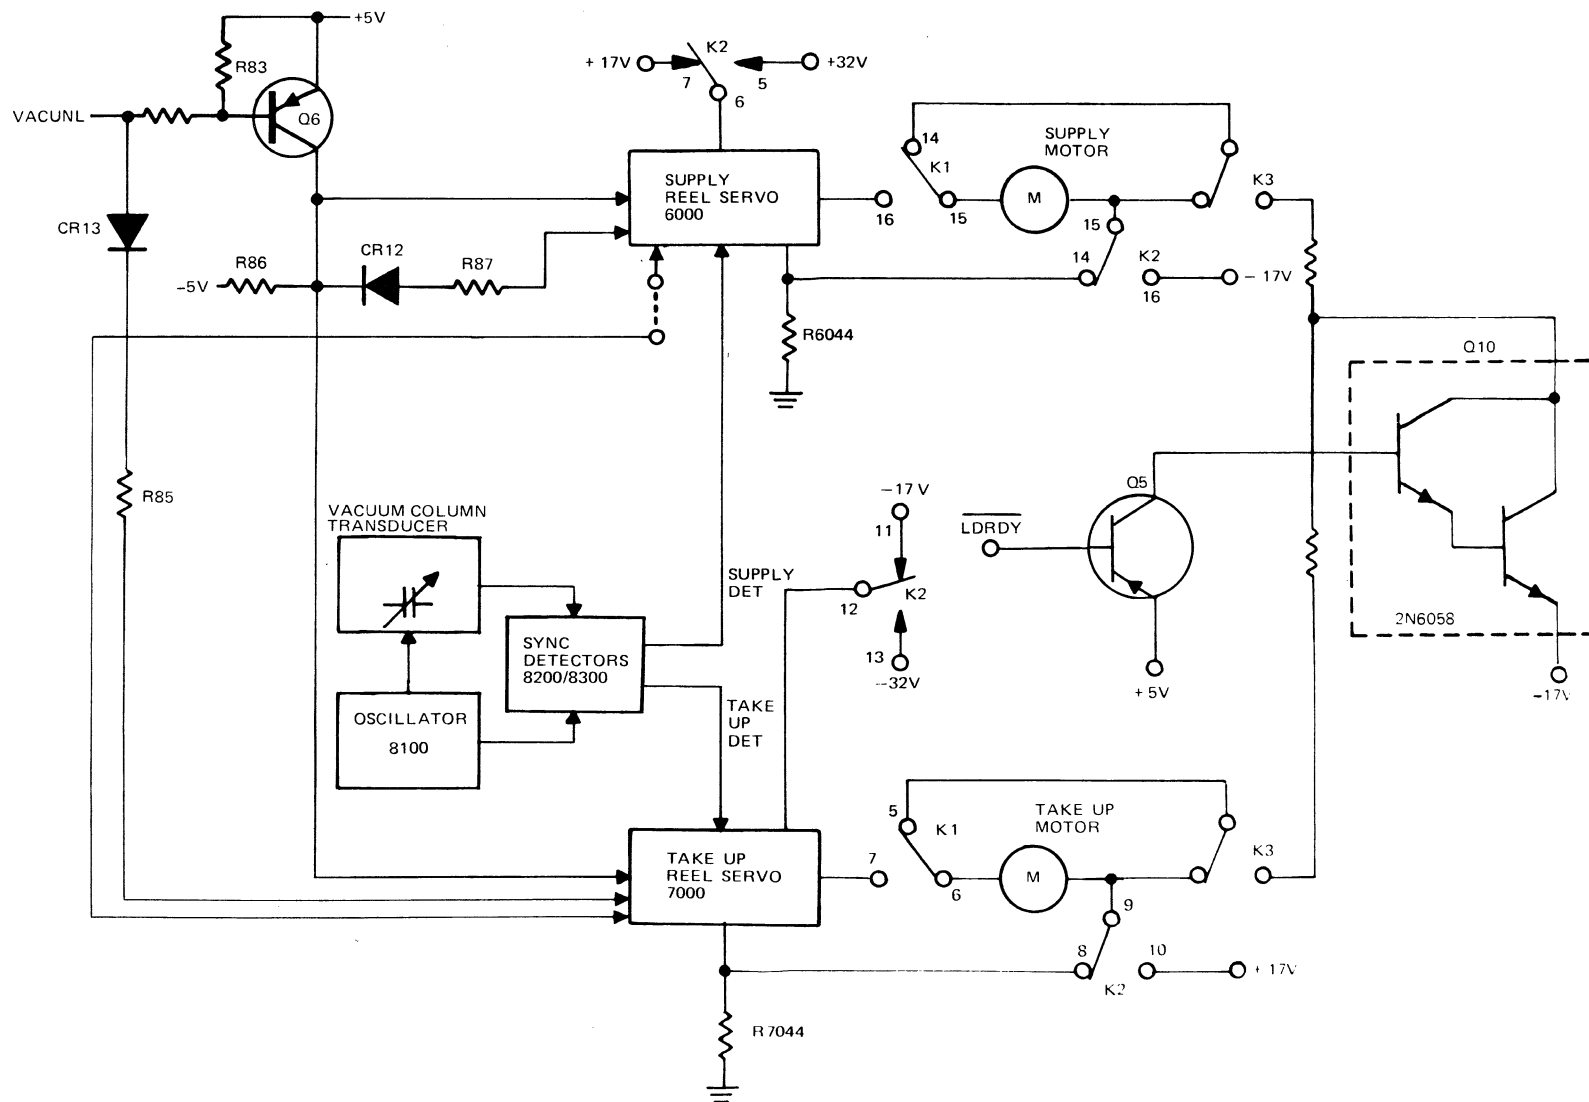 +5V
R83
Q6
VACUNL
CR13
R86
-5V
CR12
R87
R85
+ 17V
K2
7
5
+32V
6
SUPPLY
REEL SERVO
6000
16
14
K1
15
SUPPLY
MOTOR
M
K3
15
14
K2
16
- 17V
R6044
Q10
2N6058
-17V
Q5
LDRDY
+ 5V
-17 V
11
12
K2
13
-32V
VACUUM COLUMN
TRANSDUCER
SYNC
DETECTORS
8200/8300
OSCILLATOR
8100
SUPPLY
DET
TAKE
UP
DET
TAKE UP
REEL SERVO
7000
7
5
K1
6
TAKE UP
MOTOR
M
K3
9
8
10
K2
+ 17V
R7044